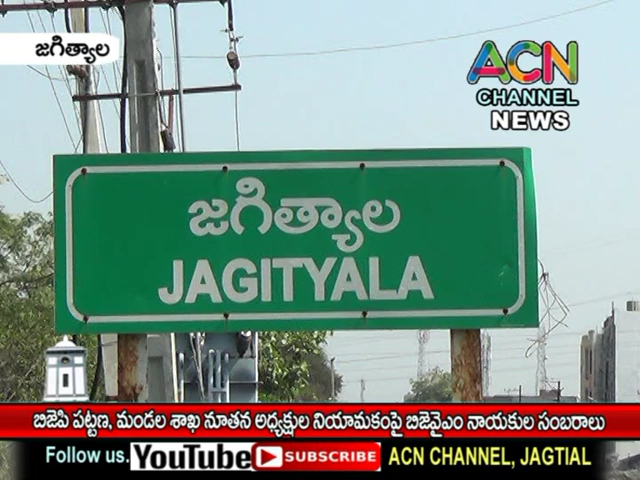 జగిత్యాల
ACN
CHANNEL
NEWS
జగిత్యాల
JAGITYALA
బిజెపి పట్టణ, మండల శాఖ నూతన అధ్యక్షుల నియామకంపై బిజెవైఎం నాయకుల సంబరాలు
Follow us. YouTube SUBSCRIBE ACN CHANNEL, JAGTIAL